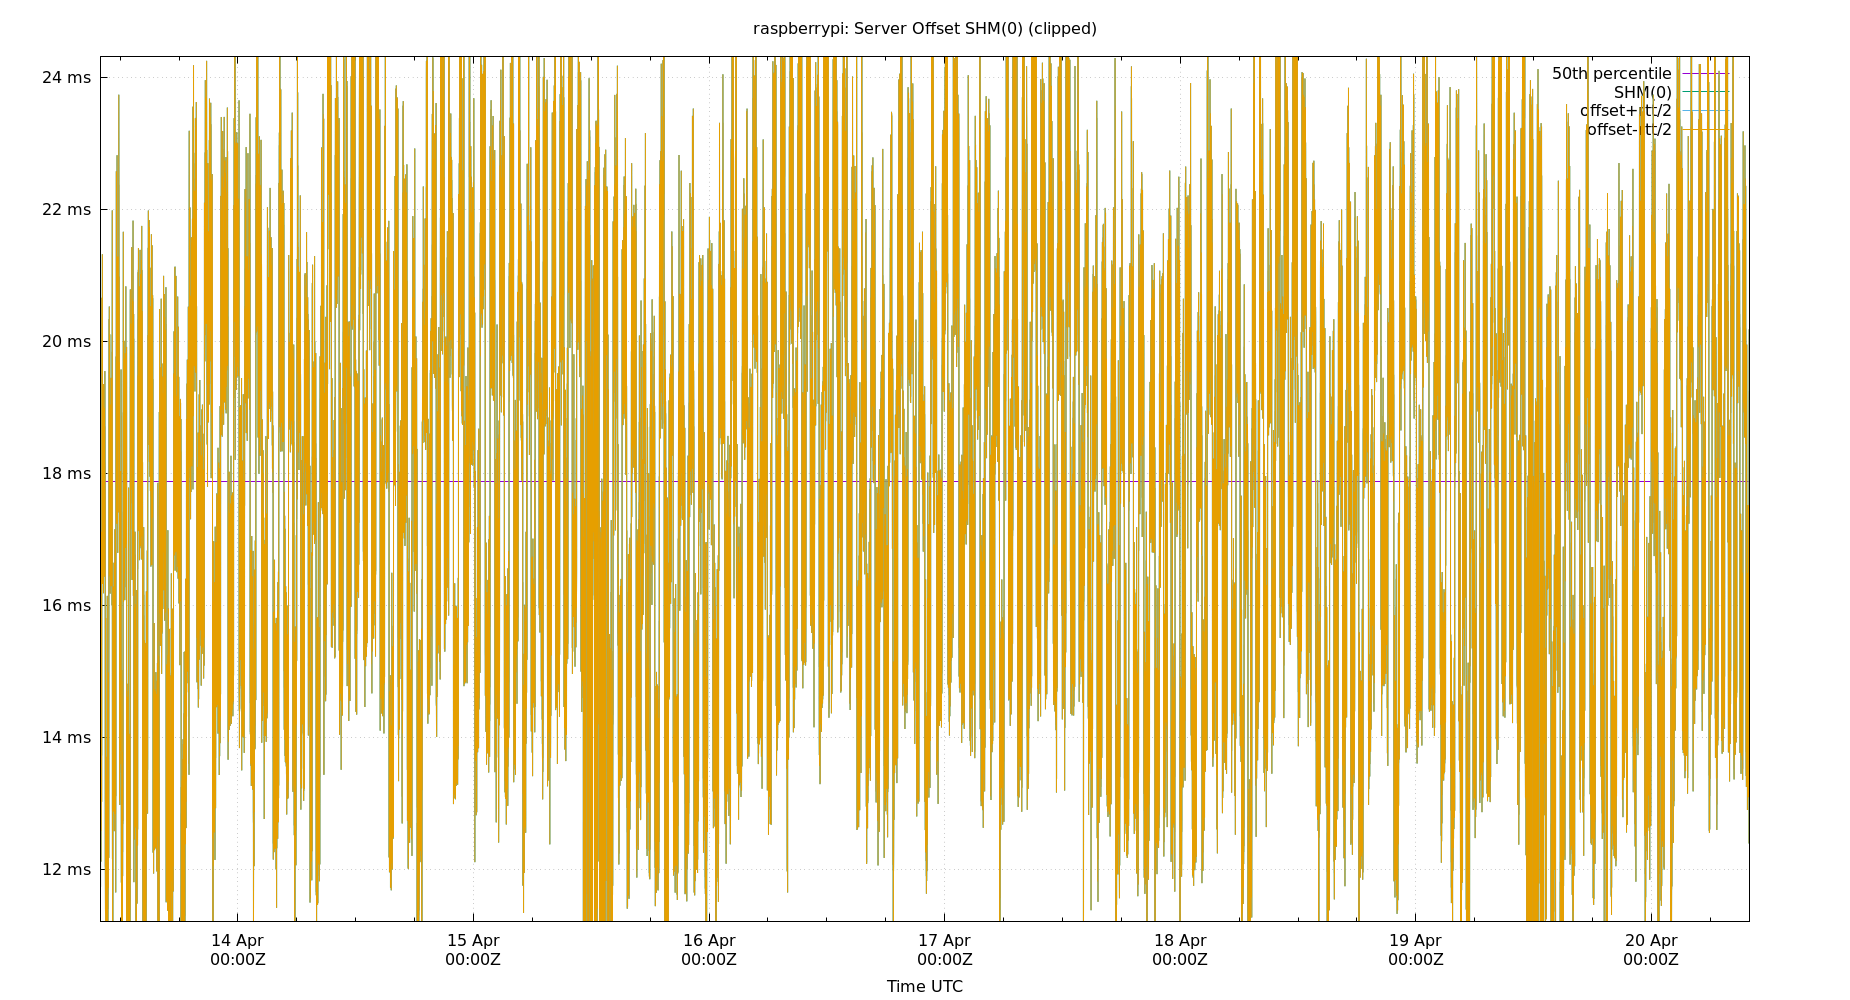 raspberrypi: Server Offset SHM(0) (clipped)
24 ms
22 ms
20 ms
18 ms
16 ms
14 ms
12 ms
50th percentile
SHM(0)
offset+rtt/2
offset-rtt/2
14 Apr 15 Apr 16 Apr 17 Apr 18 Apr 19 Apr 20 Apr
00:00Z 00:00Z 00:00Z 00:00Z 00:00Z 00:00Z 00:00Z
Time UTC